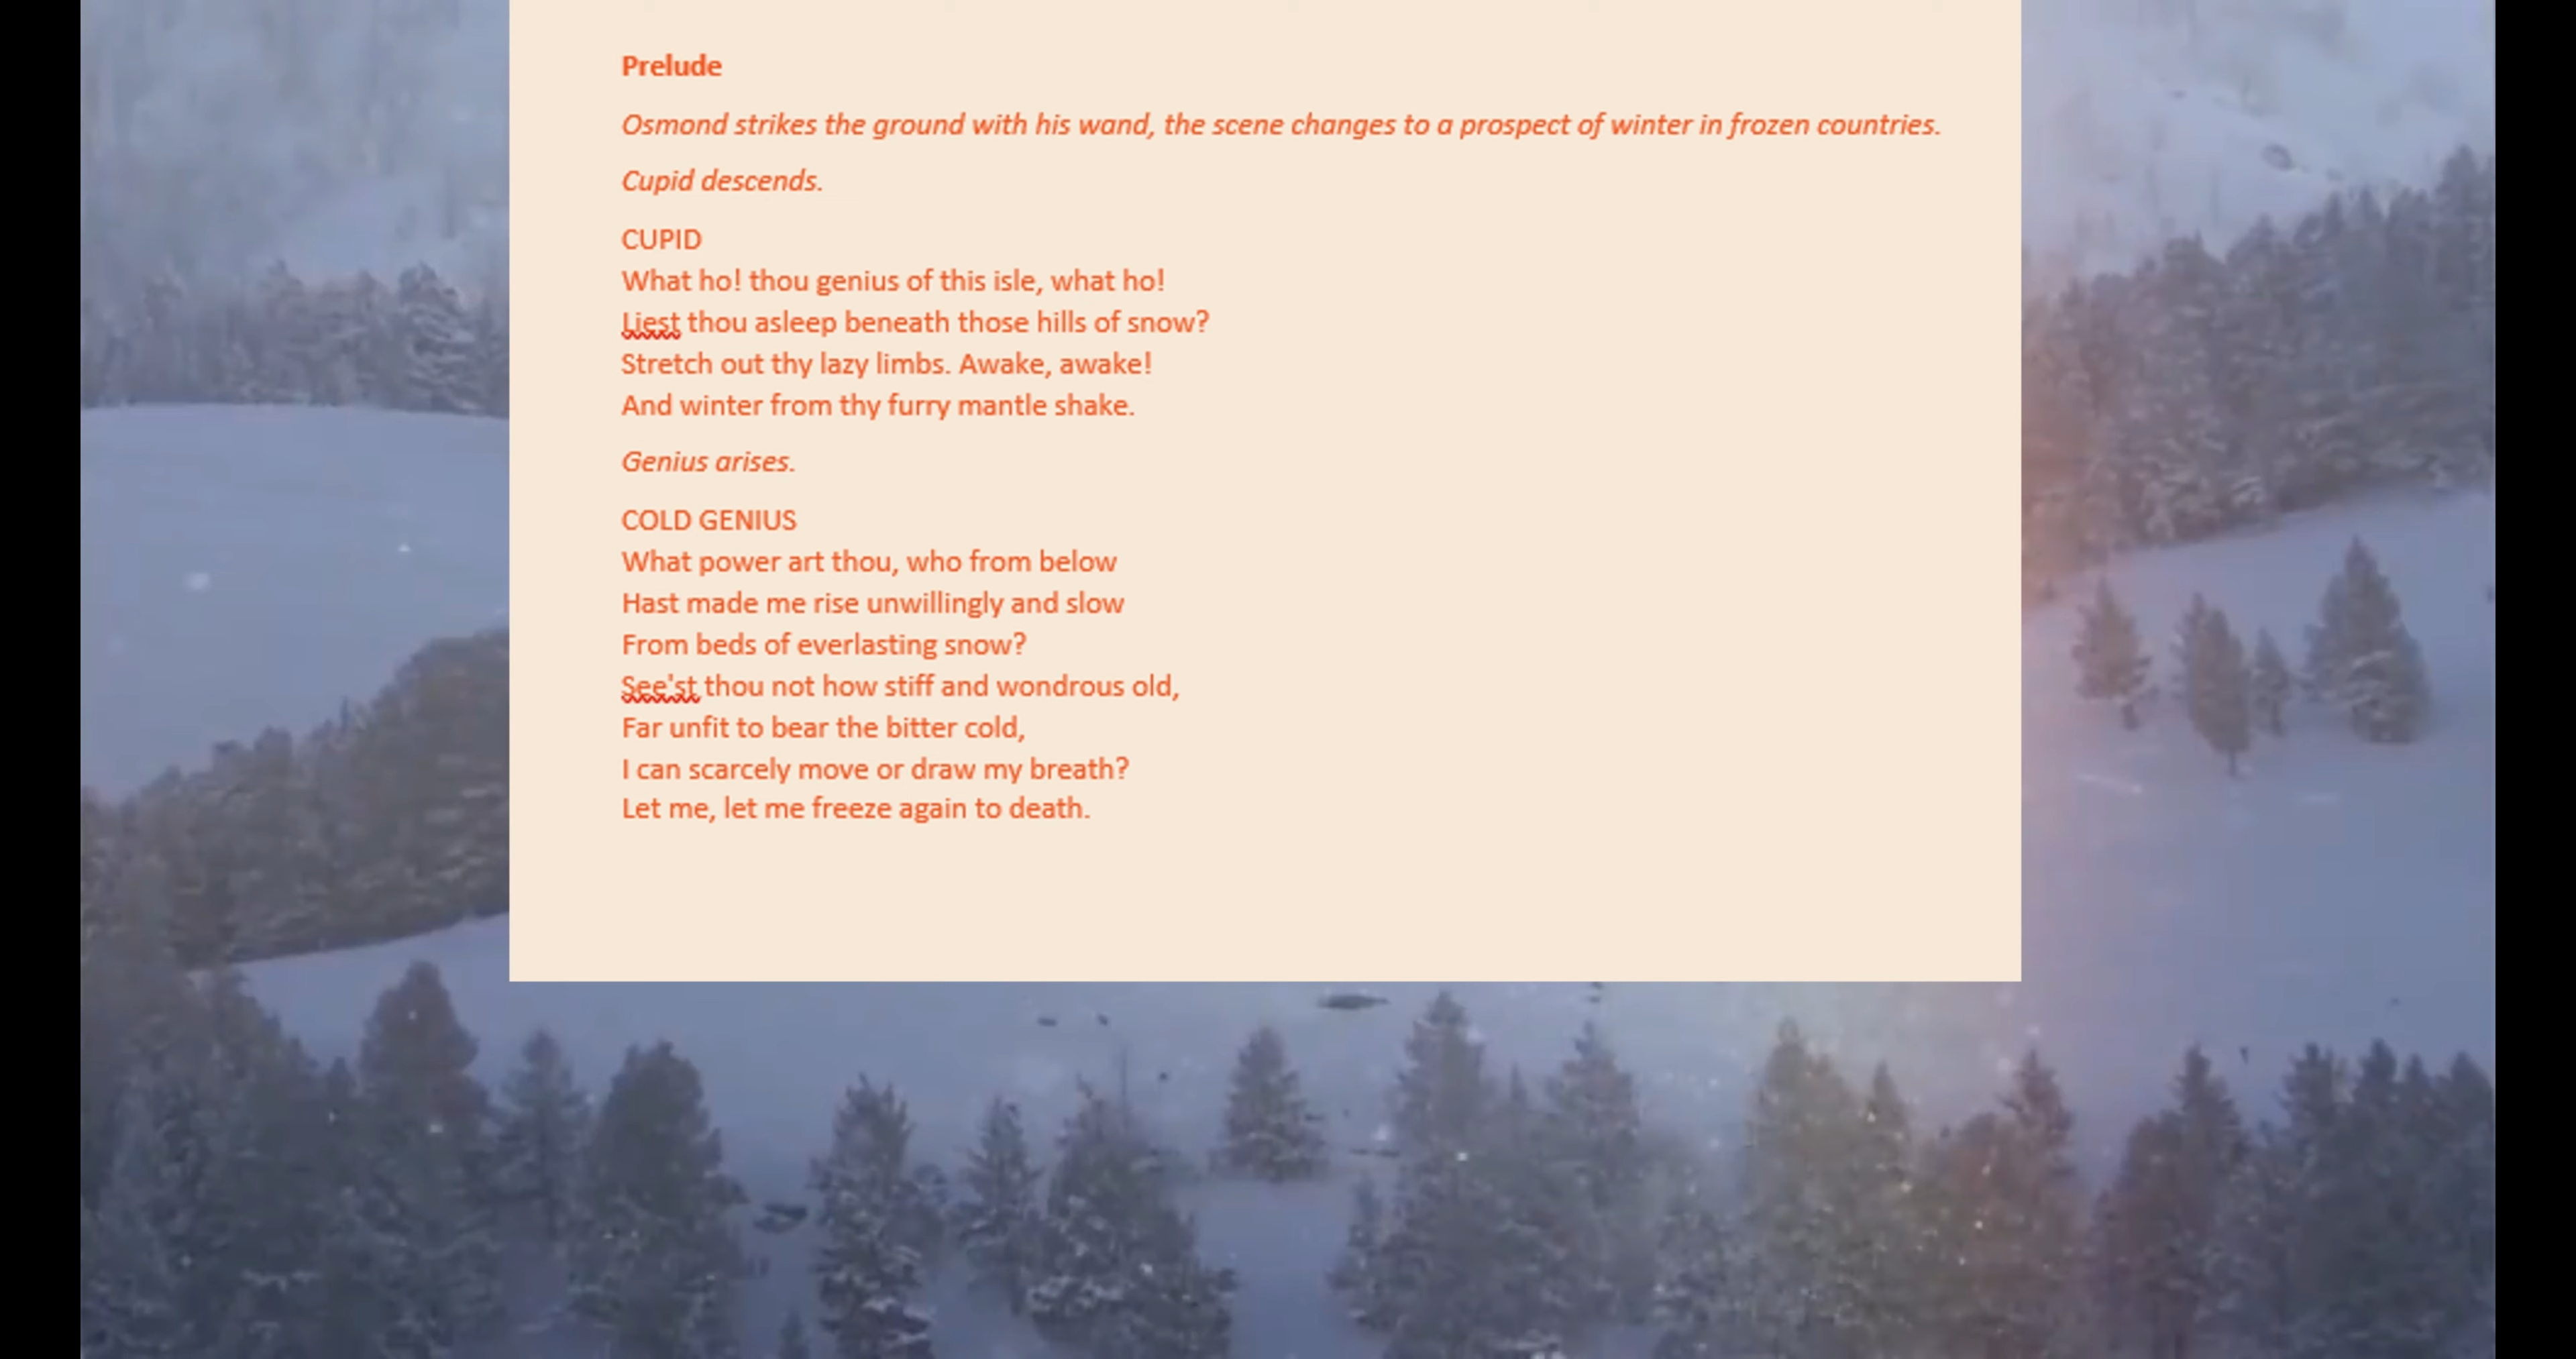 Prelude
Osmond strikes the ground with his wand, the scene changes to a prospect of winter in frozen countries.
Cupid descends.
CUPID
What ho! thou genius of this isle, what ho!
Liest thou asleep beneath those hills of snow?
Stretch out thy lazy limbs. Awake, awake!
And winter from thy furry mantle shake.
Genius arises.
COLD GENIUS
What power art thou, who from below
Hast made me rise unwillingly and slow
From beds of everlasting snow?
See'st thou not how stiff and wondrous old,
Far unfit to bear the bitter cold,
I can scarcely move or draw my breath?
Let me, let me freeze again to death.